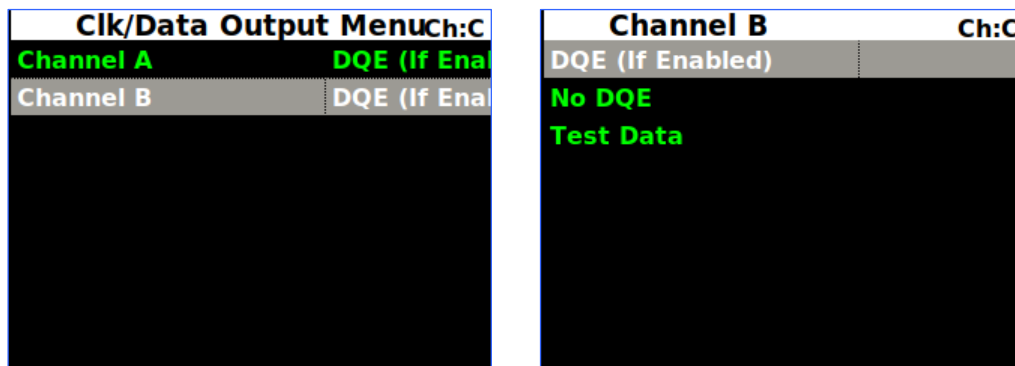 Clk/Data Output Menu Ch:C
Channel A DQE (If Enal
Channel B DQE (If Enal
Channel B Ch:C
DQE (If Enabled)
No DQE
Test Data